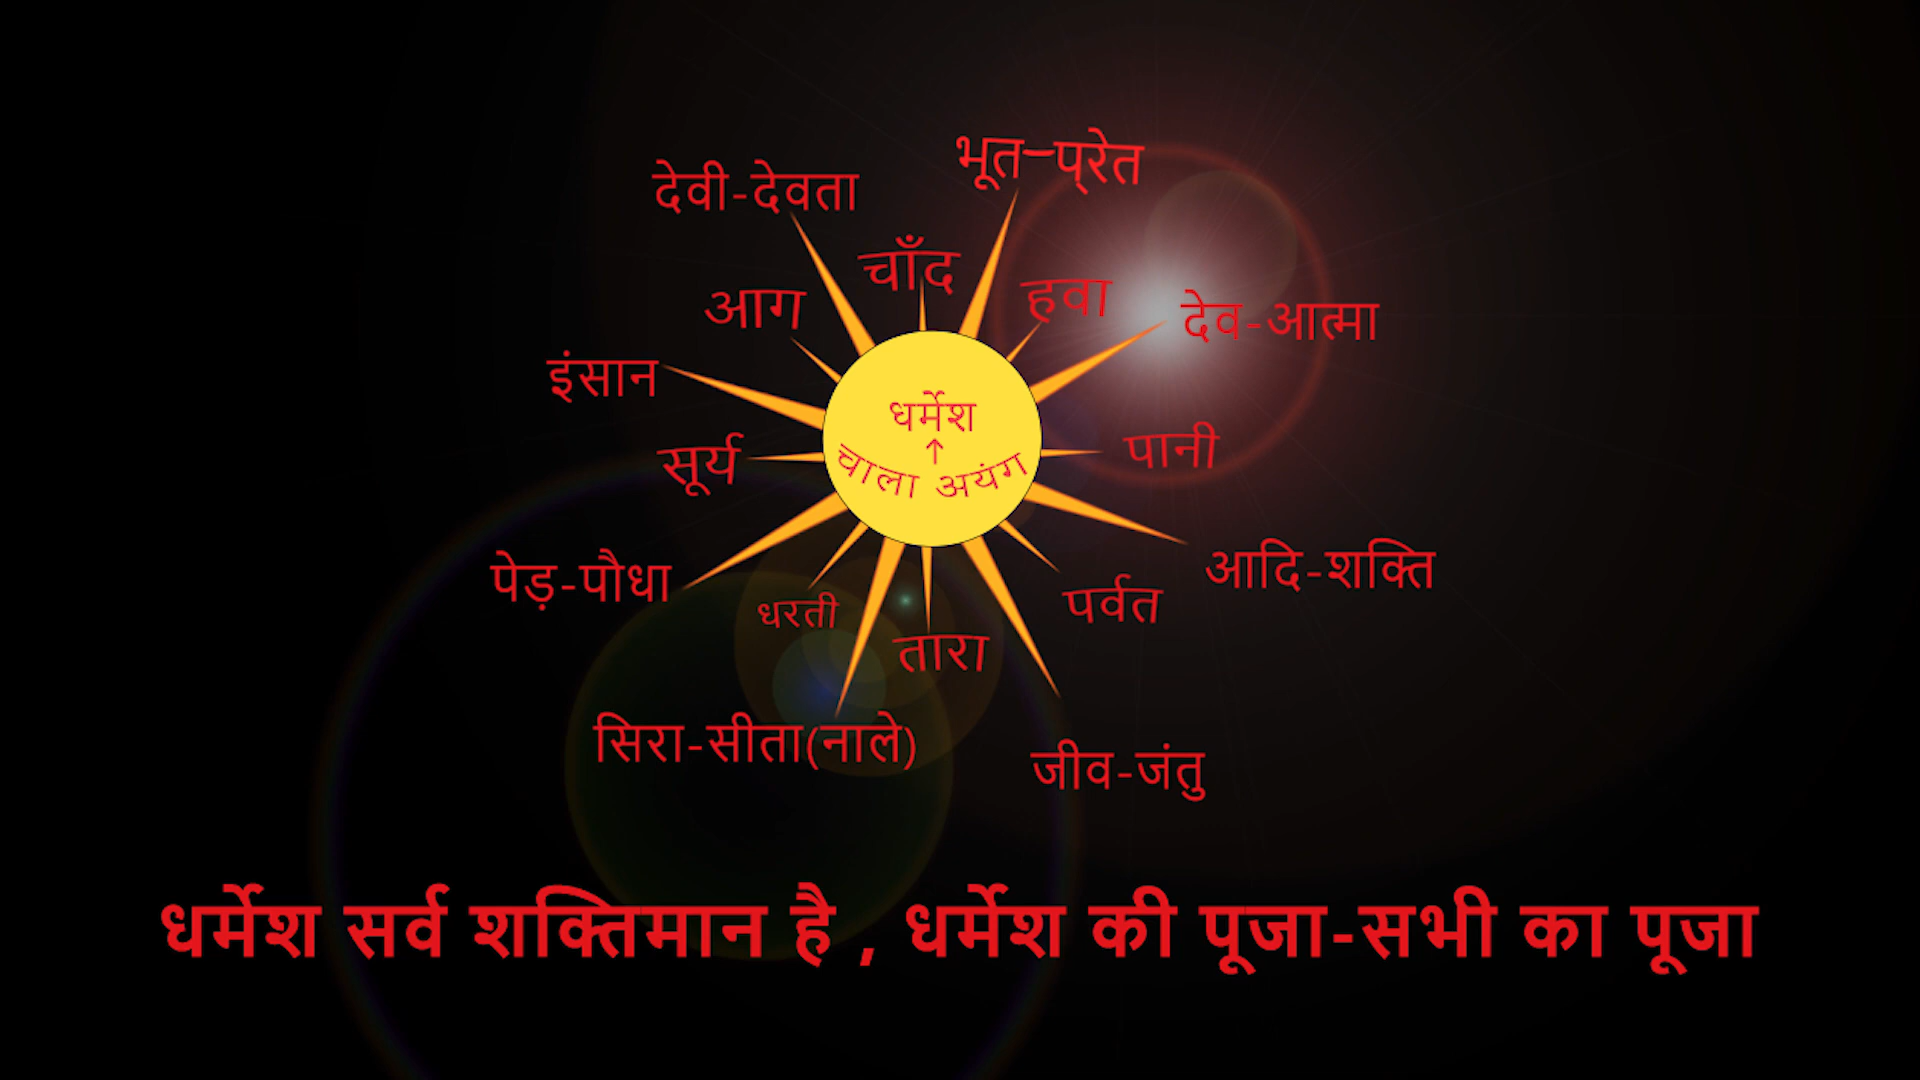 भूत-प्रेत
देवी-देवता
चाँद
हवा
आग
देव-आत्मा
इंसान
धर्मेश
↑
चाला अयंग
सूर्य
पानी
पेड़-पौधा
आदि-शक्ति
धरती
पर्वत
तारा
सिरा-सीता(नाले)
जीव-जंतु
धर्मेश सर्व शक्तिमान है , धर्मेश की पूजा-सभी का पूजा